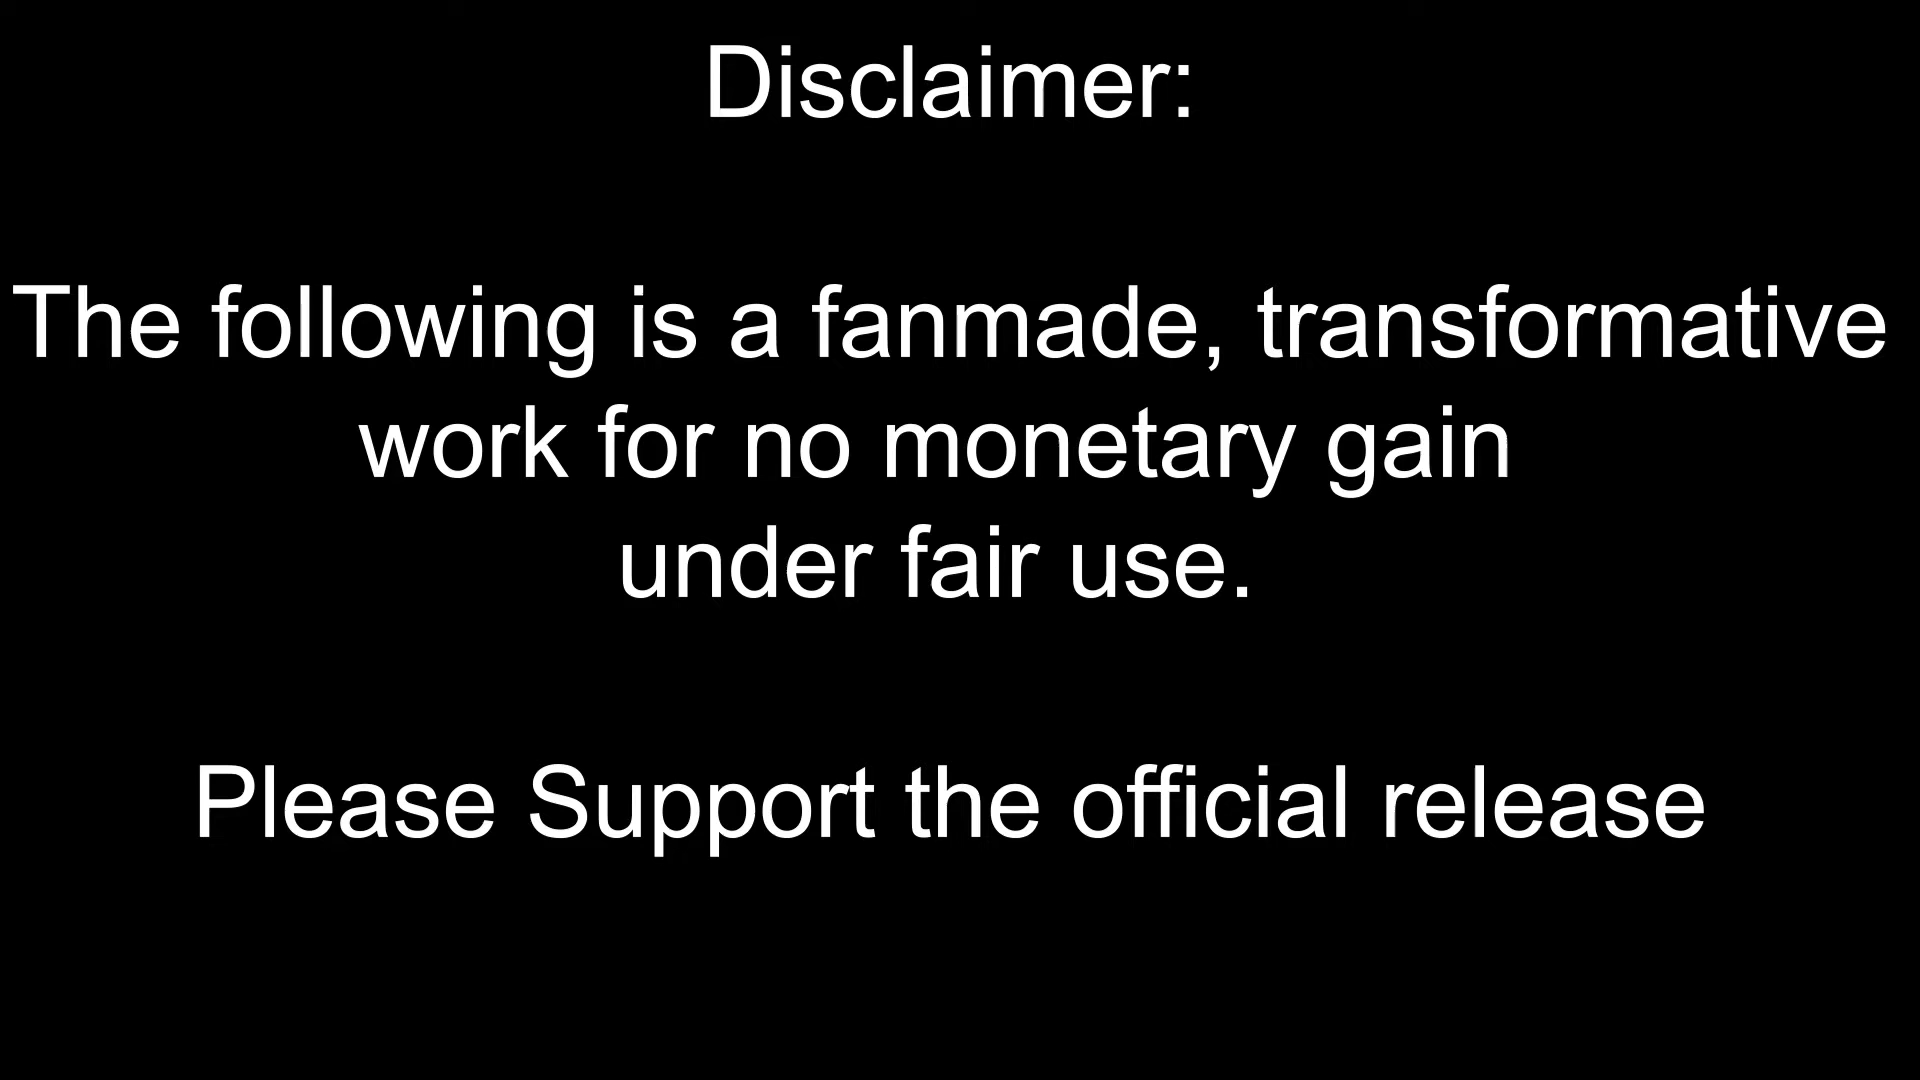 Disclaimer:
The following is a fanmade, transformative
work for no monetary gain
under fair use.
Please Support the official release